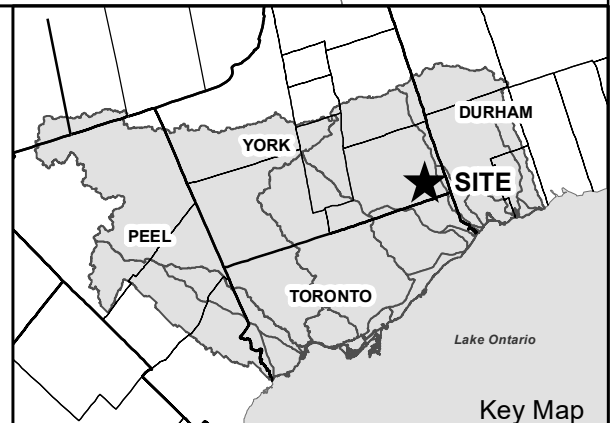 DURHAM
YORK
SITE
PEEL
TORONTO
Lake Ontario
Key Map